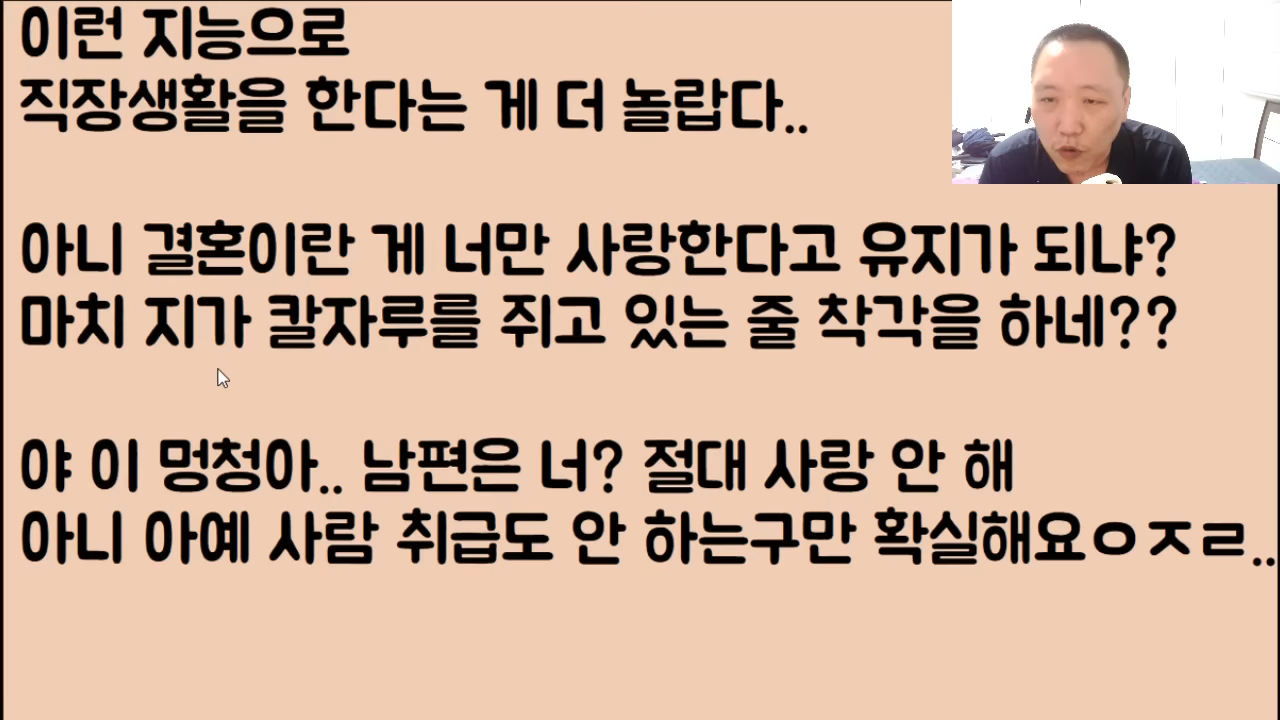 이런 지능으로
직장생활을 한다는 게 더 놀랍다..
아니 결혼이란 게 너만 사랑한다고 유지가 되냐?
마치 지가 칼자루를 쥐고 있는 줄 착각을 하네??
야 이 멍청아.. 남편은 너? 절대 사랑 안 해
아니 아예 사람 취급도 안 하는구만 확실해요ㅇㅈㄹ..